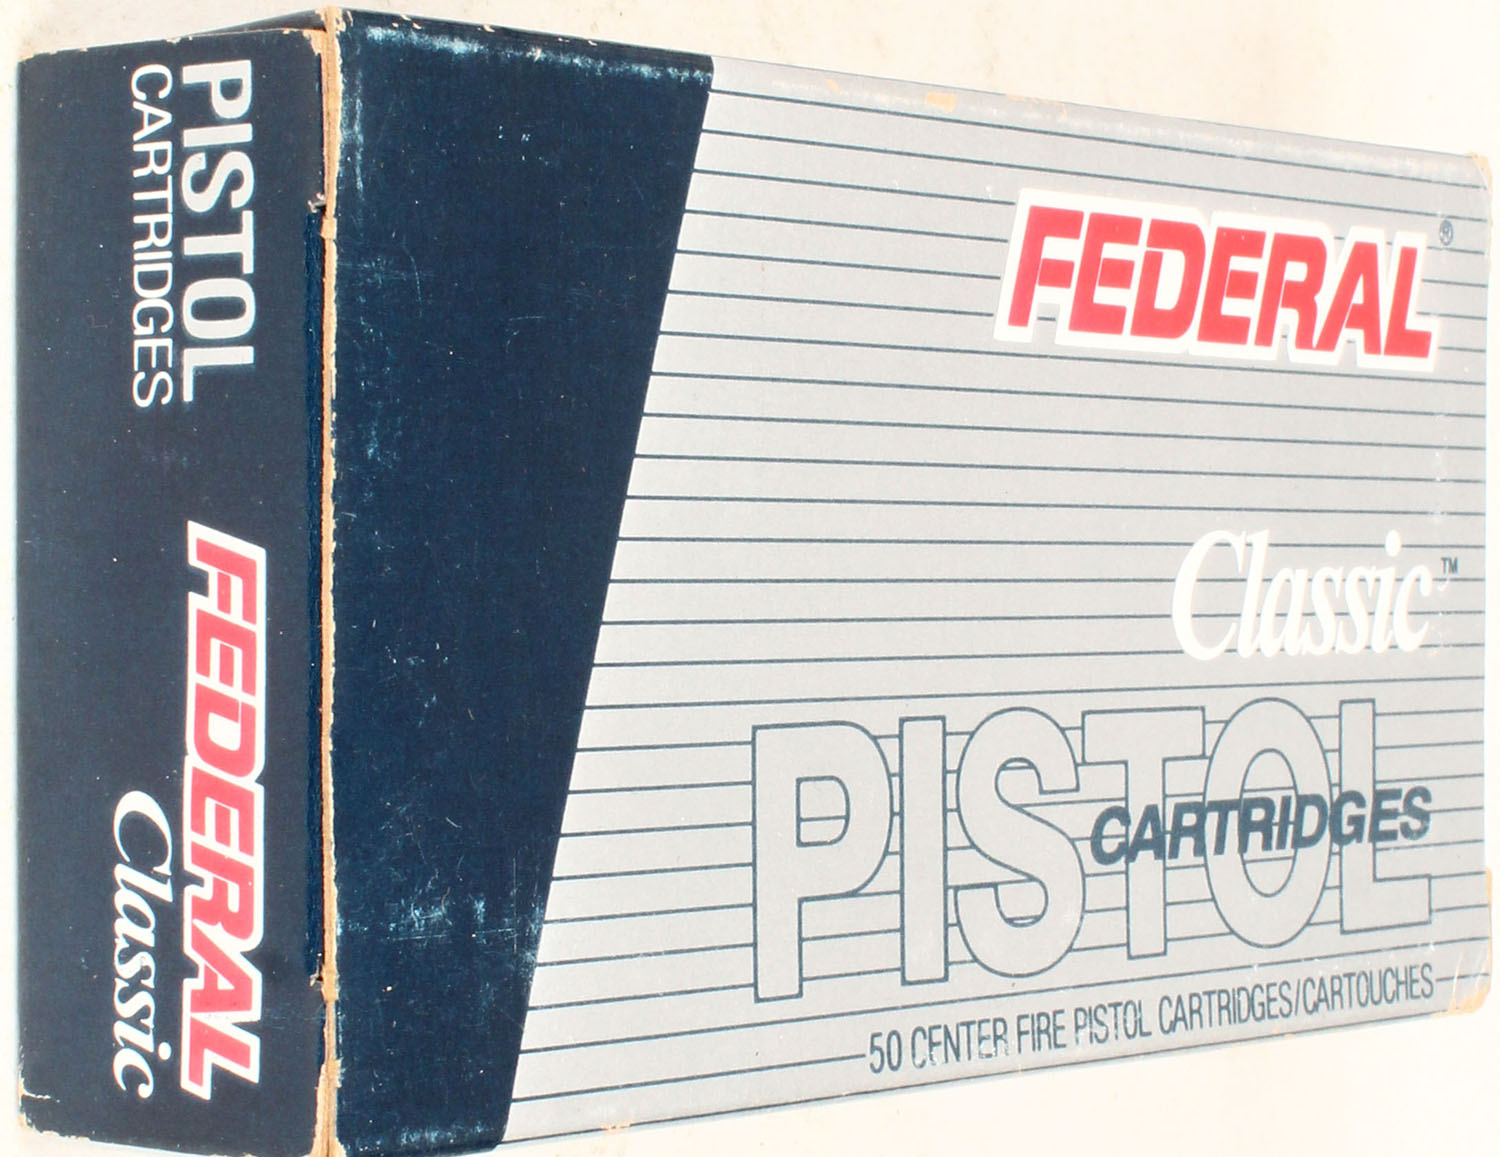 PISTOL
CARTRIDGES
FEDERAL
Classic
FEDERAL®
Classic™
PISTOL
CARTRIDGES
50 CENTER FIRE PISTOL CARTRIDGES/CARTOUCHES